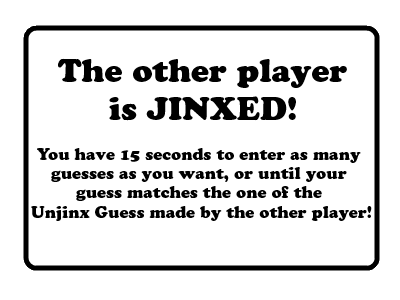 The other player
is JINXED!
You have 15 seconds to enter as many
guesses as you want, or until your
guess matches the one of the
Unjinx Guess made by the other player!